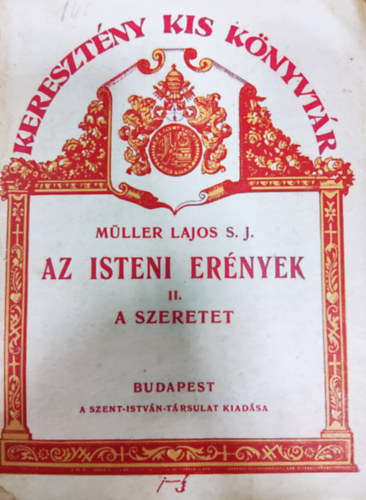 KERESZTÉNY KIS KÖNYVTÁR
MÜLLER LAJOS S. J.
AZ ISTENI ERÉNYEK
II.
A SZERETET
BUDAPEST
A SZENT-ISTVÁN-TÁRSULAT KIADÁSA